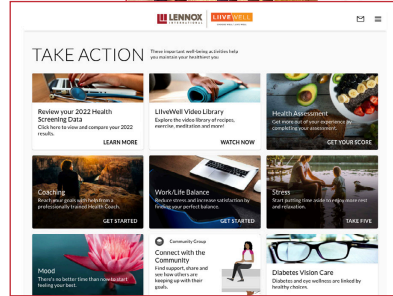 LENNOX
INTERNATIONAL
LIIVEWELL
TAKE ACTION
These important well-being activities help
you maintain your healthiest you
Review your 2022 Health
Screening Data
Click here to view and compare your 2022
results.
LEARN MORE
LIIveWell Video Library
Explore the video library of recipes,
exercise, meditation and more!
WATCH NOW
Health Assessment
Get more out of your experience by
completing your assessment.
GET YOUR SCORE
Coaching
Reach your goals with help from a
professionally trained Health Coach.
GET STARTED
Work/Life Balance
Reduce stress and increase satisfaction by
finding your perfect balance.
GET STARTED
Stress
Start putting time aside to enjoy more rest
and relaxation.
TAKE FIVE
Mood
There's no better time than now to start
feeling your best.
Community Group
Connect with the
Community
Find support, share and
see how others are
keeping up with their
goals.
Diabetes Vision Care
Diabetes and eye wellness are linked by
healthy choices.